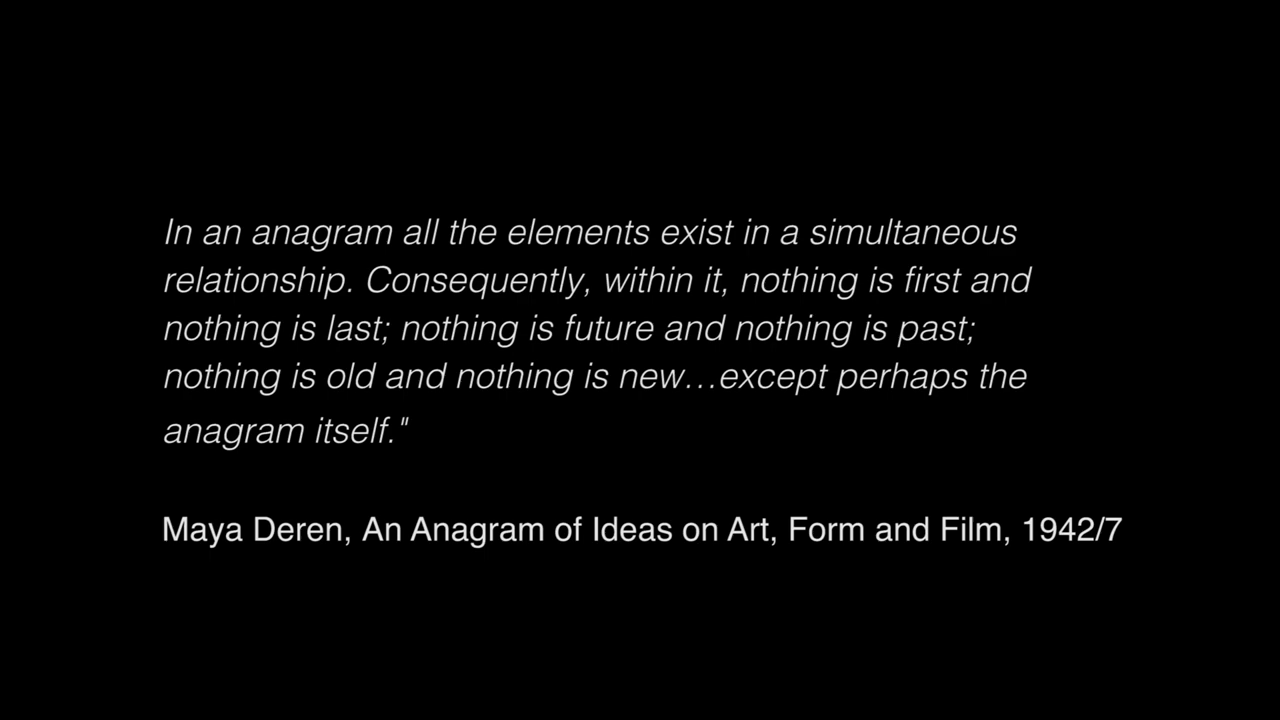 In an anagram all the elements exist in a simultaneous
relationship. Consequently, within it, nothing is first and
nothing is last; nothing is future and nothing is past;
nothing is old and nothing is new…except perhaps the
anagram itself."
Maya Deren, An Anagram of Ideas on Art, Form and Film, 1942/7